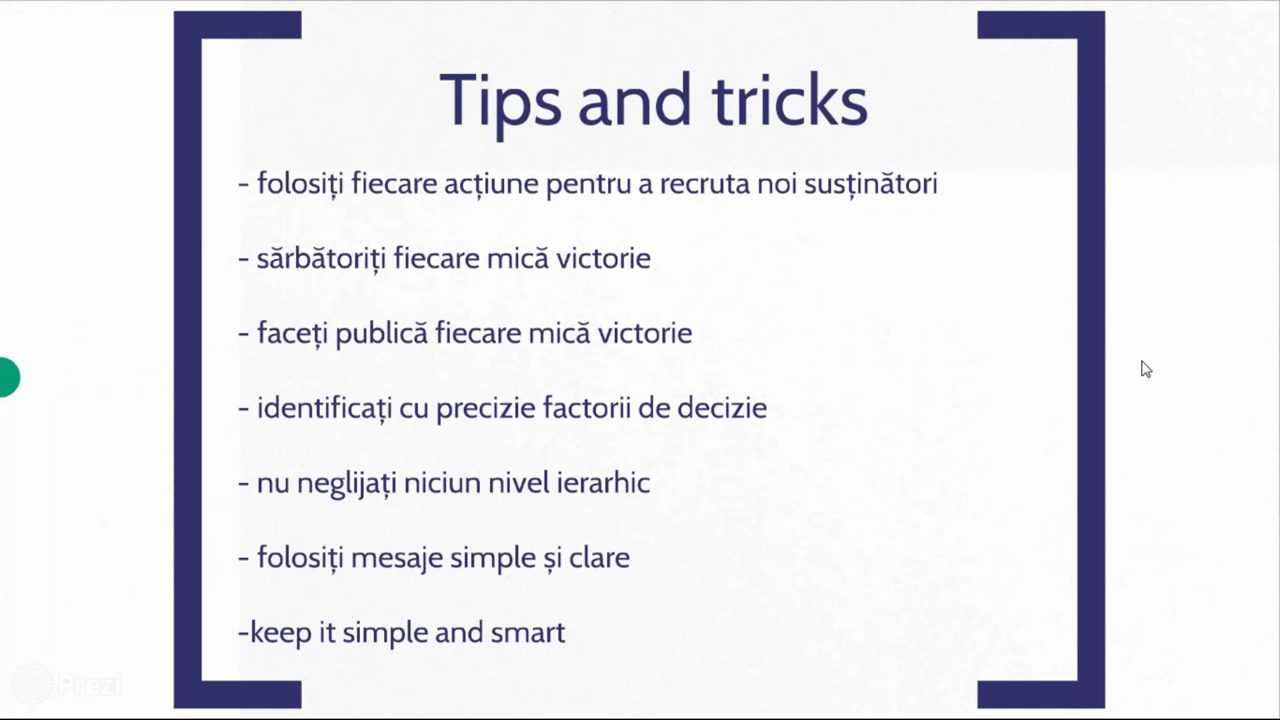 Tips and tricks
- folosiți fiecare acțiune pentru a recruta noi susținători
- sărbătoriți fiecare mică victorie
- faceți publică fiecare mică victorie
- identificați cu precizie factorii de decizie
- nu neglijați niciun nivel ierarhic
- folosiți mesaje simple și clare
-keep it simple and smart
Prezi